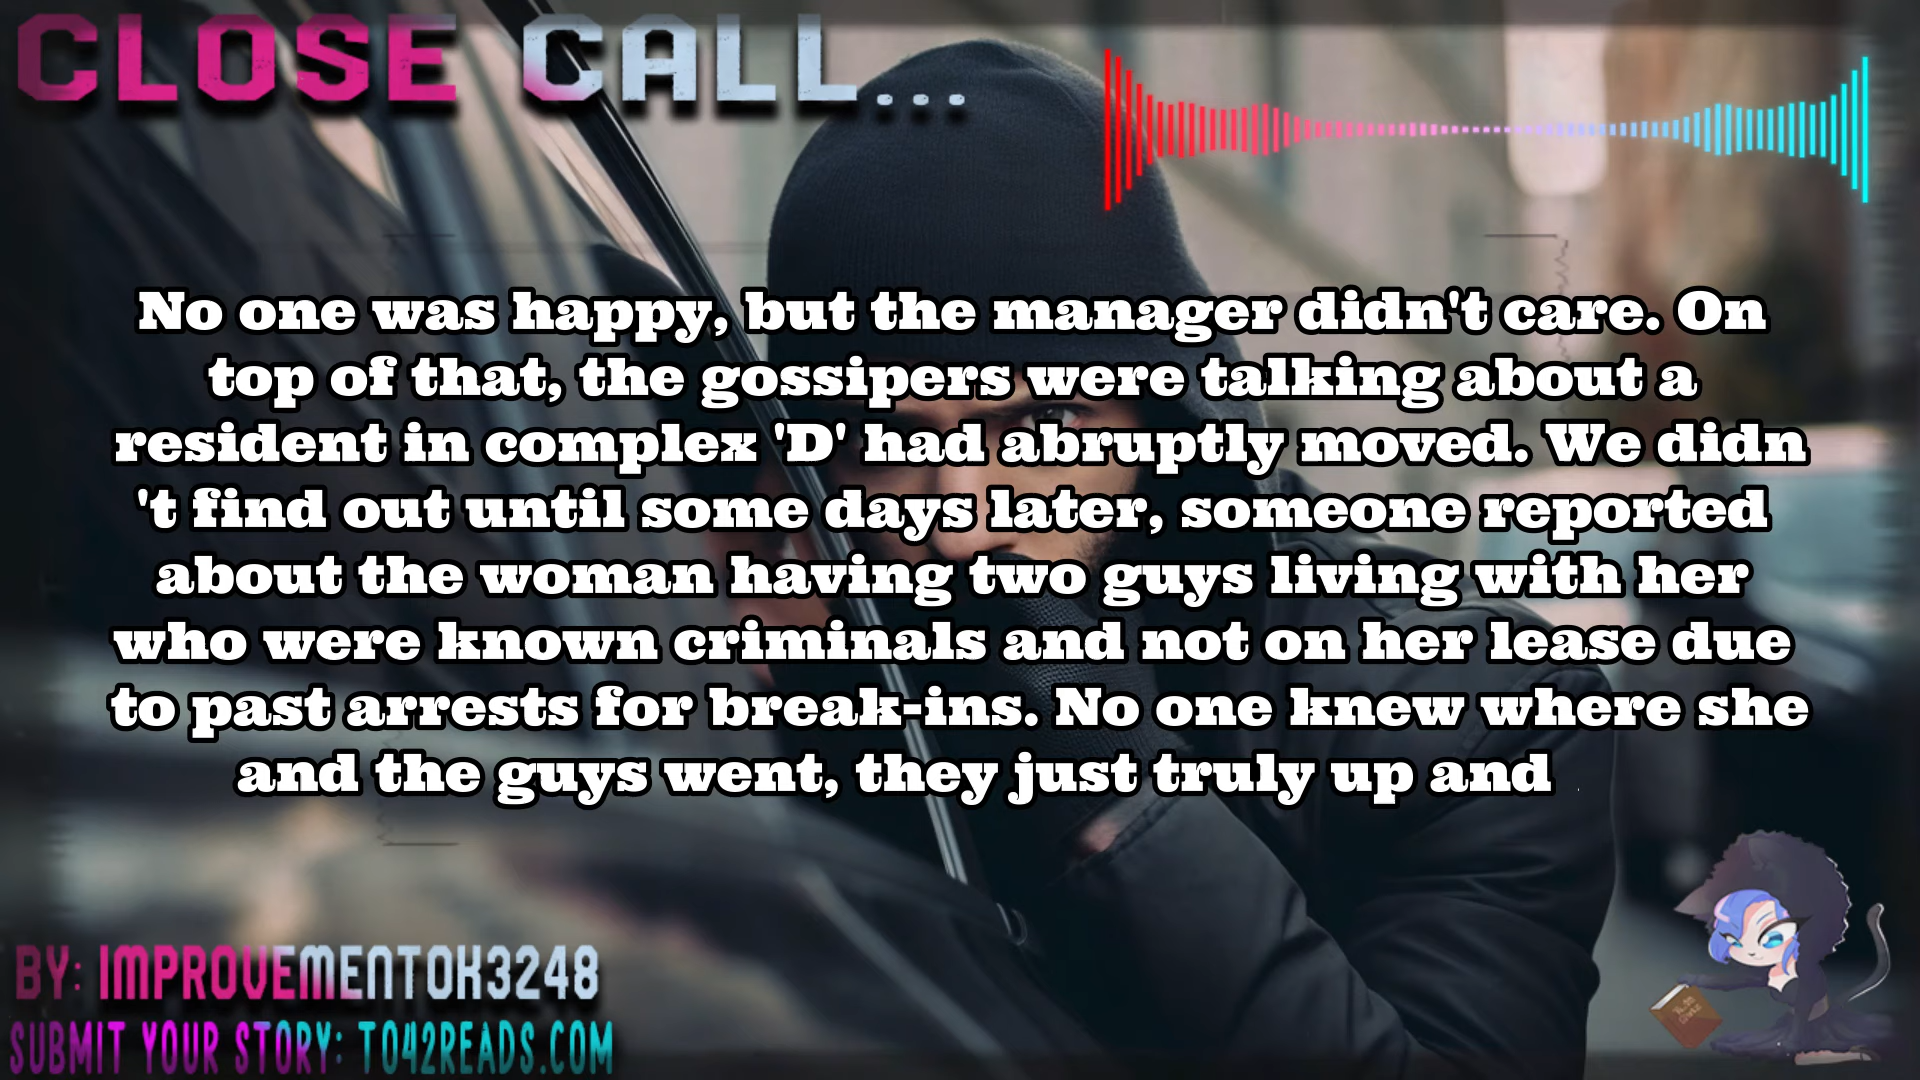 CLOSE CALL...
No one was happy, but the manager didn't care. On
top of that, the gossipers were talking about a
resident in complex 'D' had abruptly moved. We didn
't find out until some days later, someone reported
about the woman having two guys living with her
who were known criminals and not on her lease due
to past arrests for break-ins. No one knew where she
and the guys went, they just truly up and
BY: IMPROVEMENTOK3248
SUBMIT YOUR STORY: TO42READS.COM